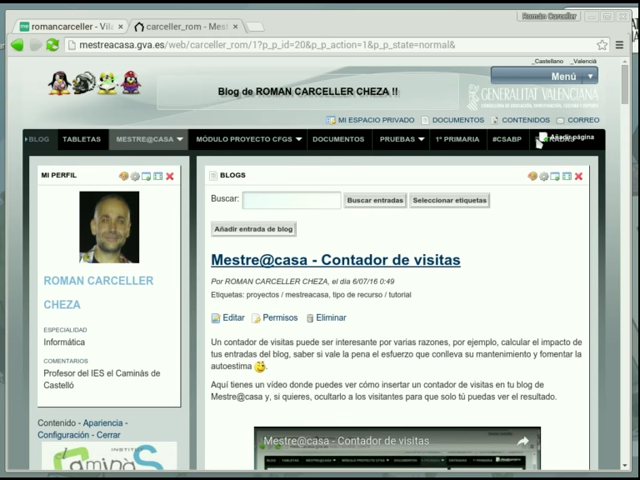 romancarceller - Vil
carceller_rom - Mest
Román Carceller
mestreacasa.gva.es/web/carceller_rom/1?p_p_id=20&p_p_action=1&p_p_state=normal&
_Castellano _Valencià
Menú
Blog de ROMAN CARCELLER CHEZA !!
GENERALITAT VALENCIANA
MI ESPACIO PRIVADO DOCUMENTOS CONTENIDOS CORREO
BLOG TABLETAS MESTRE@CASA MÓDULO PROYECTO CFGS DOCUMENTOS PRUEBAS 1º PRIMARIA #CSABP
Añadir página
MI PERFIL
ROMAN CARCELLER
CHEZA
ESPECIALIDAD
Informática
COMENTARIOS
Profesor del IES el Caminàs de
Castelló
Contenido - Apariencia -
Configuración - Cerrar
INSTIT
CaminàS
BLOGS
Buscar: Buscar entradas Seleccionar etiquetas
Añadir entrada de blog
Mestre@casa - Contador de visitas
Por ROMAN CARCELLER CHEZA, el día 6/07/16 0:49
Etiquetas: proyectos / mestreacasa, tipo de recurso / tutorial
Editar Permisos Eliminar
Un contador de visitas puede ser interesante por varias razones, por ejemplo, calcular el impacto de
tus entradas del blog, saber si vale la pena el esfuerzo que conlleva su mantenimiento y fomentar la
autoestima
Aquí tienes un vídeo donde puedes ver cómo insertar un contador de visitas en tu blog de
Mestre@casa y, si quieres, ocultarlo a los visitantes para que solo tú puedas ver el resultado.
Mestre@casa - Contador de visitas